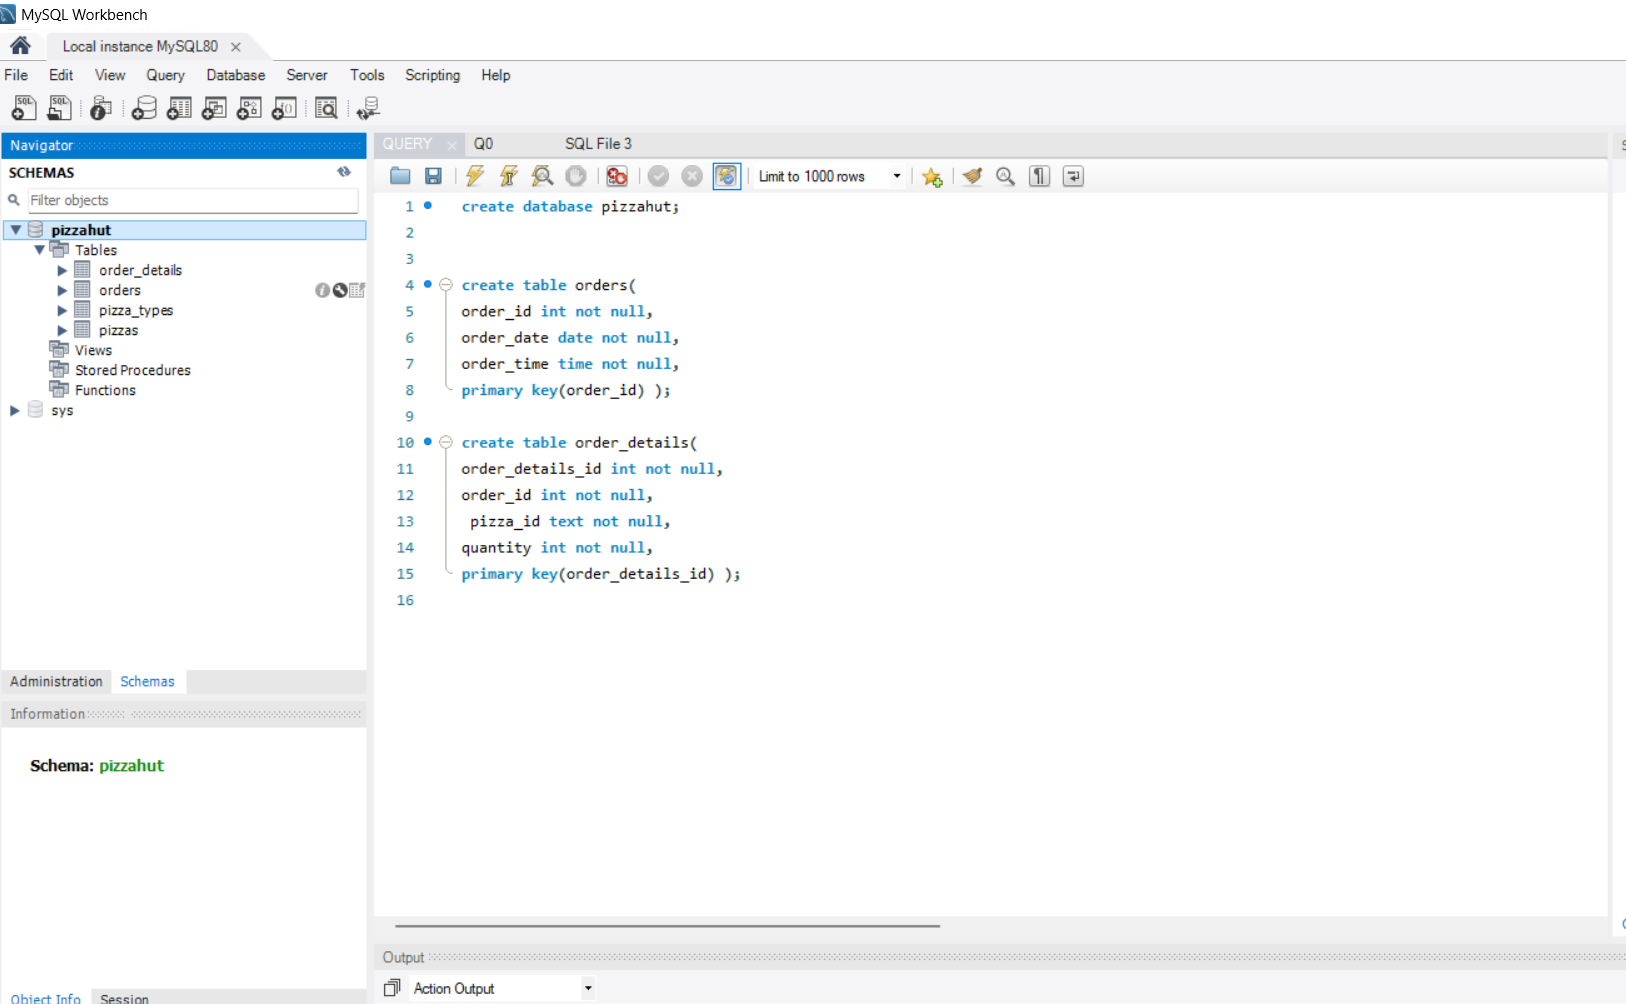 MySQL Workbench
Local instance MySQL80
File Edit View Query Database Server Tools Scripting Help
Navigator
SCHEMAS
Filter objects
pizzahut
Tables
order_details
orders
pizza_types
pizzas
Views
Stored Procedures
Functions
sys
Administration Schemas
Information
Schema: pizzahut
Object Info Session
QUERY Q0 SQL File 3
Limit to 1000 rows
1 create database pizzahut;
2
3
4 create table orders(
5 order_id int not null,
6 order_date date not null,
7 order_time time not null,
8 primary key(order_id) );
9
10 create table order_details(
11 order_details_id int not null,
12 order_id int not null,
13 pizza_id text not null,
14 quantity int not null,
15 primary key(order_details_id) );
16
Output
Action Output